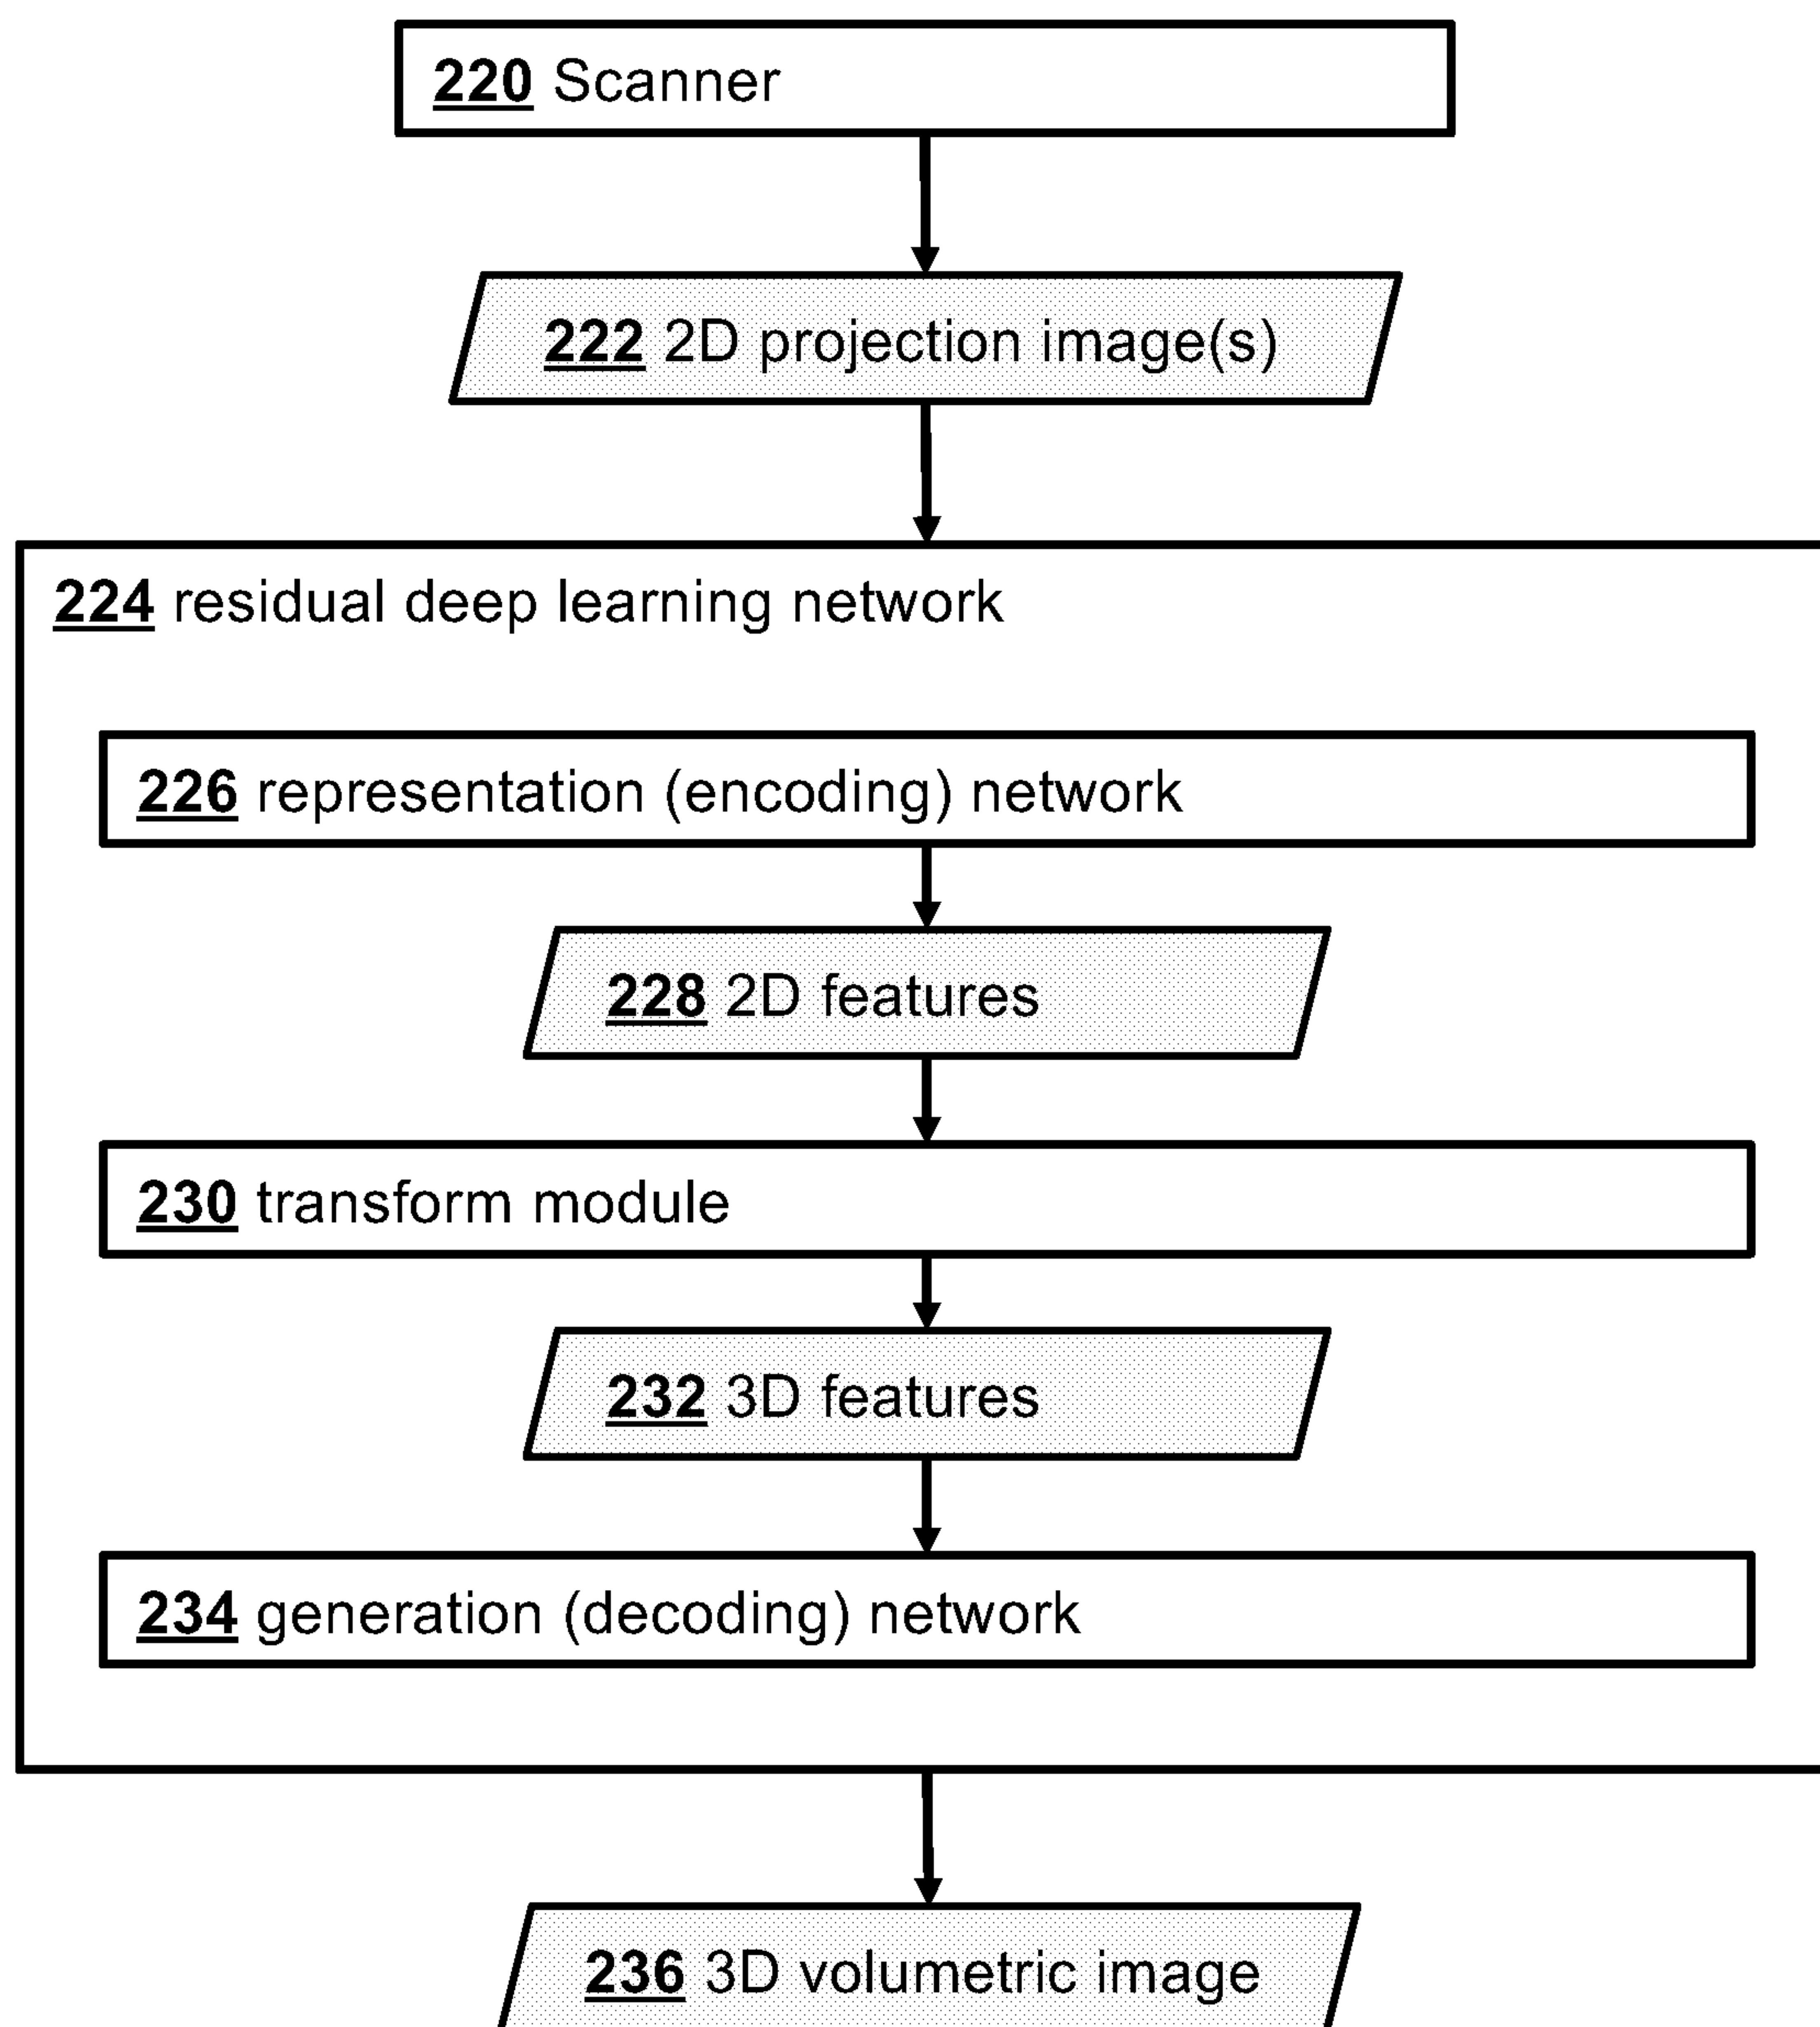 220 Scanner
222 2D projection image(s)
224 residual deep learning network
226 representation (encoding) network
228 2D features
230 transform module
232 3D features
234 generation (decoding) network
236 3D volumetric image